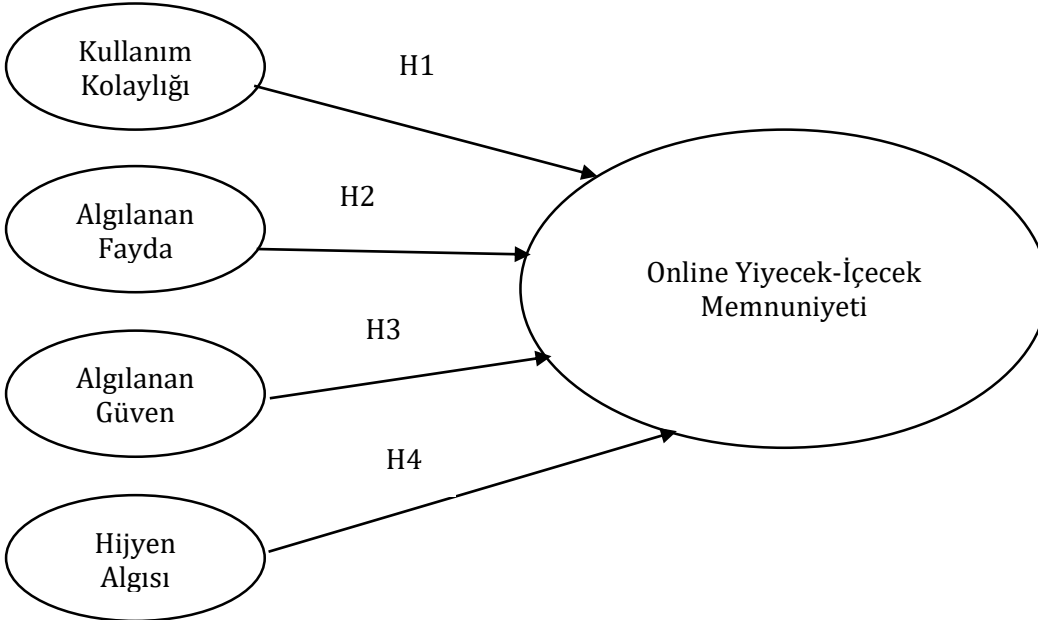 Kullanım
Kolaylığı
H1
Algılanan
Fayda
H2
Online Yiyecek-İçecek
Memnuniyeti
Algılanan
Güven
H3
Hijyen
Algısı
H4